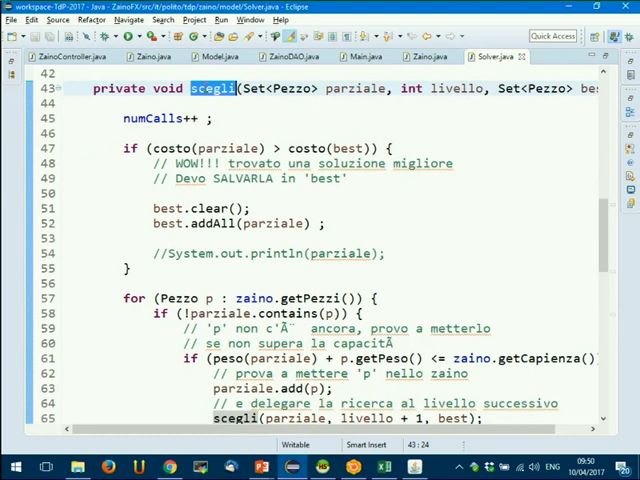 workspace-TdP-2017 - Java - ZainoFX/src/it/polito/tdp/zaino/model/Solver.java - Eclipse
File Edit Source Refactor Navigate Search Project Run Window Help
Quick Access
ZainoController.java Zaino.java Model.java ZainoDAO.java Main.java Zaino.java Solver.java
42
43 private void scegli(Set<Pezzo> parziale, int livello, Set<Pezzo> bes
44
45 numCalls++ ;
46
47 if (costo(parziale) > costo(best)) {
48 // WOW!!! trovato una soluzione migliore
49 // Devo SALVARLA in 'best'
50
51 best.clear();
52 best.addAll(parziale) ;
53
54 //System.out.println(parziale);
55 }
56
57 for (Pezzo p : zaino.getPezzi()) {
58 if (!parziale.contains(p)) {
59 // 'p' non c'Ã¨ ancora, provo a metterlo
60 // se non supera la capacitÃ
61 if (peso(parziale) + p.getPeso() <= zaino.getCapienza()
62 // prova a mettere 'p' nello zaino
63 parziale.add(p);
64 // e delegare la ricerca al livello successivo
65 scegli(parziale, livello + 1, best);
Writable Smart Insert 43 : 24
09:50
10/04/2017
20